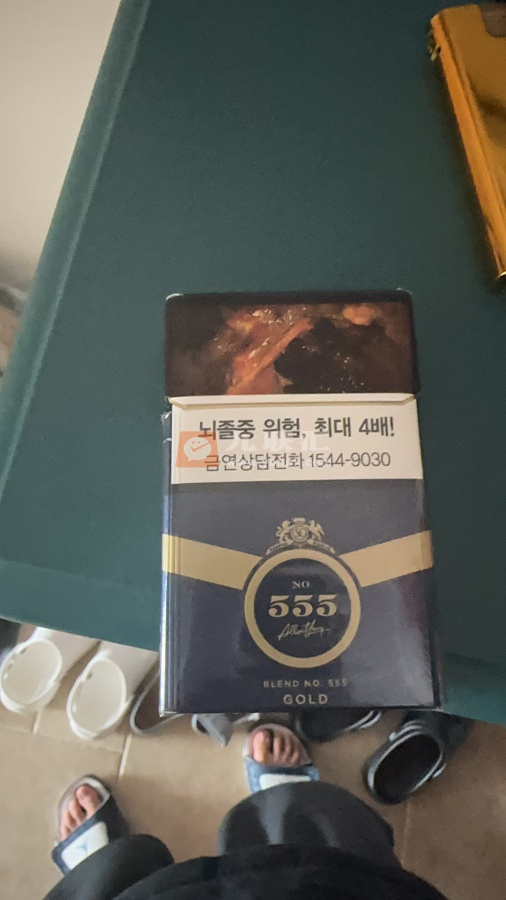 뇌졸중 위험, 최대 4배!
금연상담전화 1544-9030
NO.
555
BLEND NO. 555
GOLD